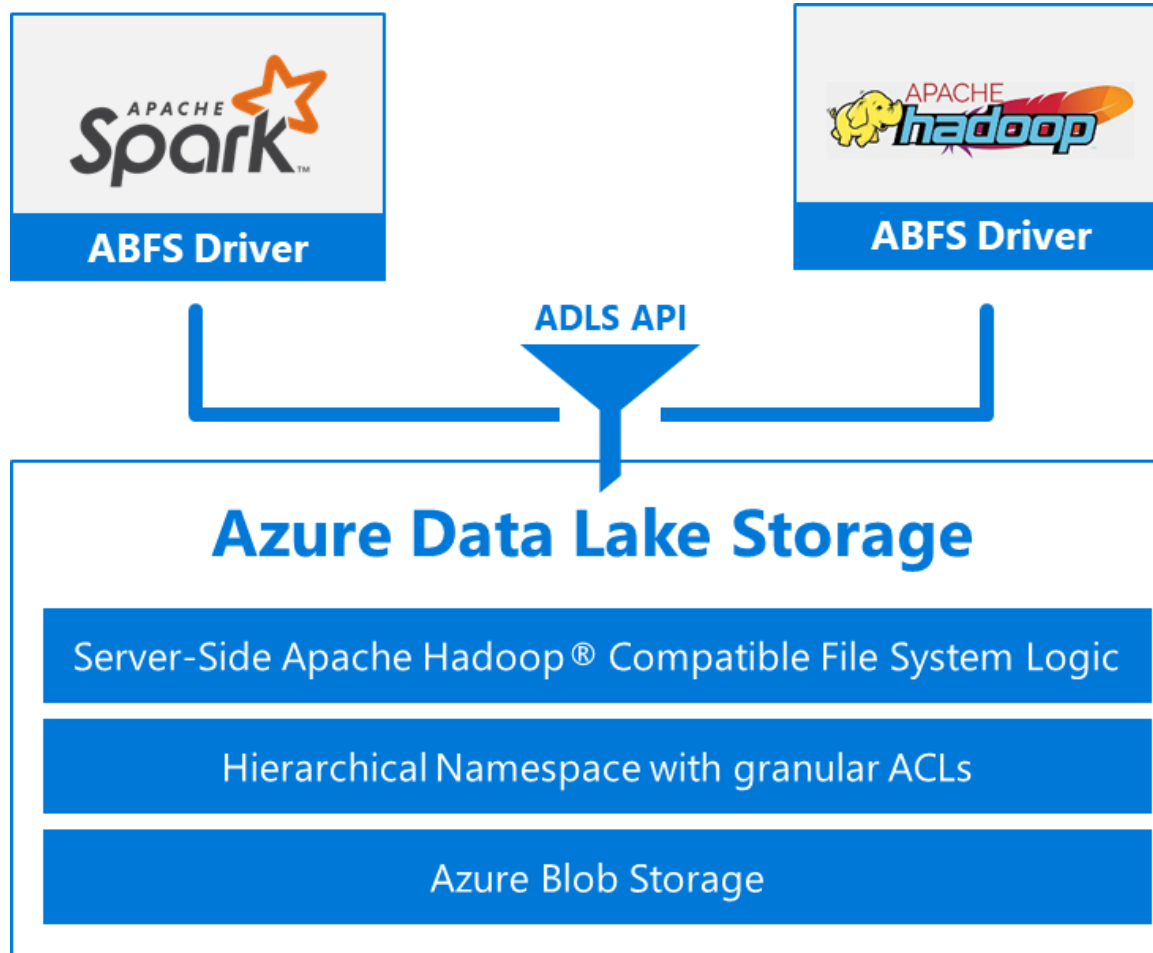 APACHE
Spark™
ABFS Driver
APACHE
hadoop
ABFS Driver
ADLS API
Azure Data Lake Storage
Server-Side Apache Hadoop® Compatible File System Logic
Hierarchical Namespace with granular ACLs
Azure Blob Storage